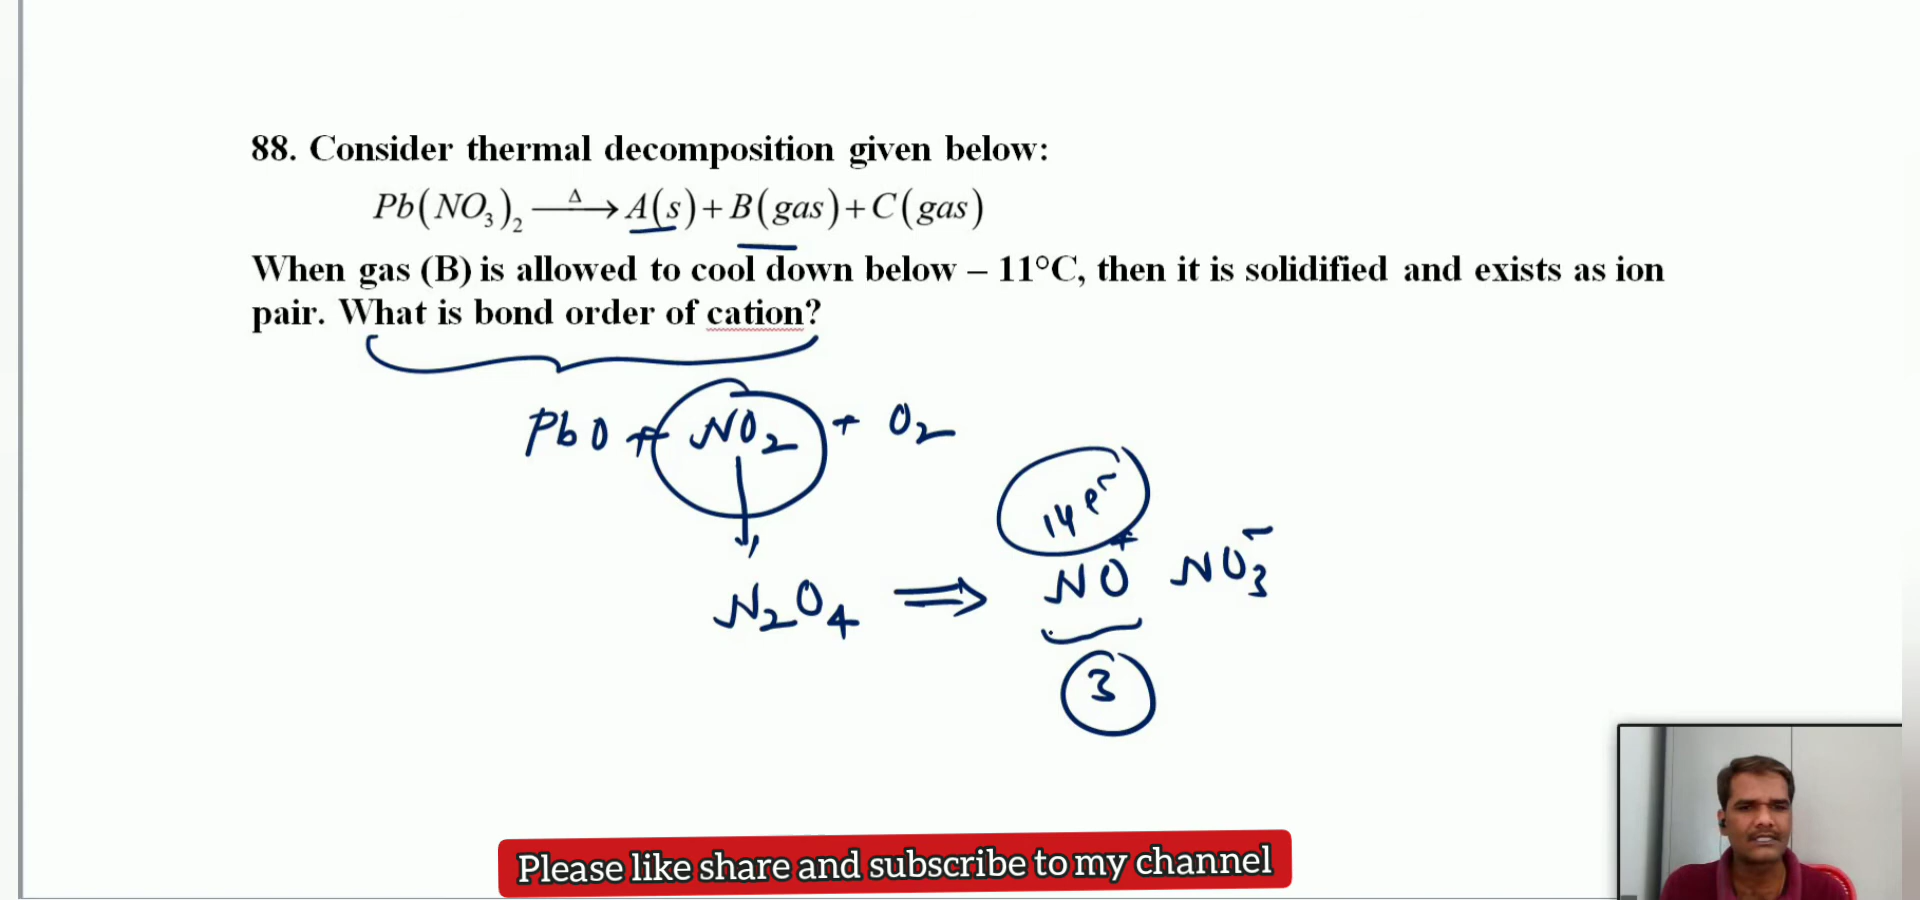 88. Consider thermal decomposition given below:
Pb(NO₃)₂ —Δ→ A(s)+B(gas)+C(gas)
When gas (B) is allowed to cool down below – 11°C, then it is solidified and exists as ion
pair. What is bond order of cation?
PbO + NO₂ + O₂
14 e⁻
N₂O₄ ⇒ NO⁺ NO₃⁻
3
Please like share and subscribe to my channel